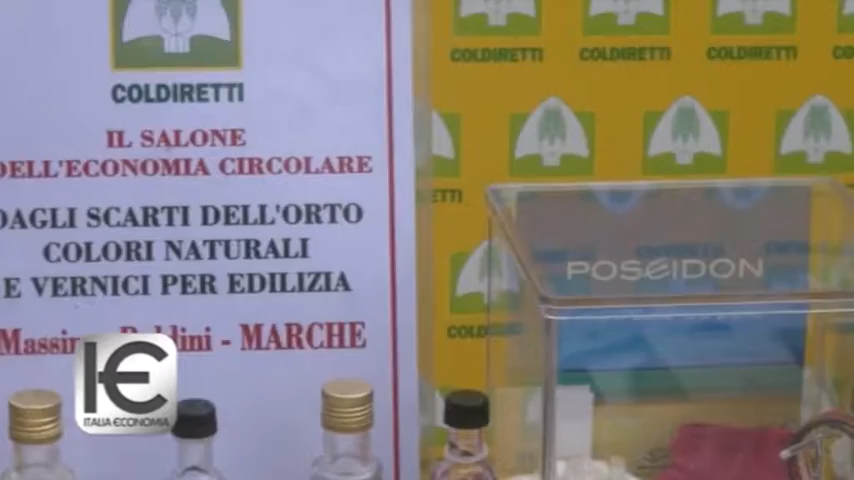 COLDIRETTI
IL SALONE
DELL'ECONOMIA CIRCOLARE
DAGLI SCARTI DELL'ORTO
COLORI NATURALI
E VERNICI PER EDILIZIA
- MARCHE
IE
ITALIA ECONOMIA
COLDIRETTI COLDIRETTI COLDIRETTI
POSEIDON